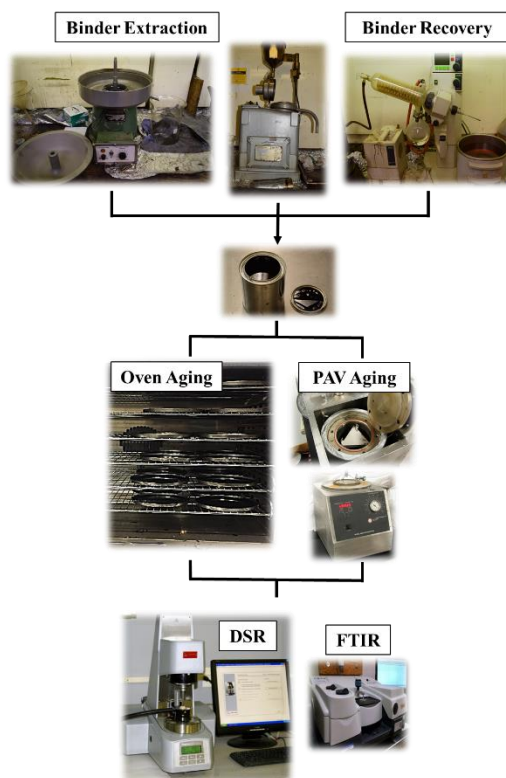 Binder Extraction
Binder Recovery
Oven Aging
PAV Aging
DSR
FTIR